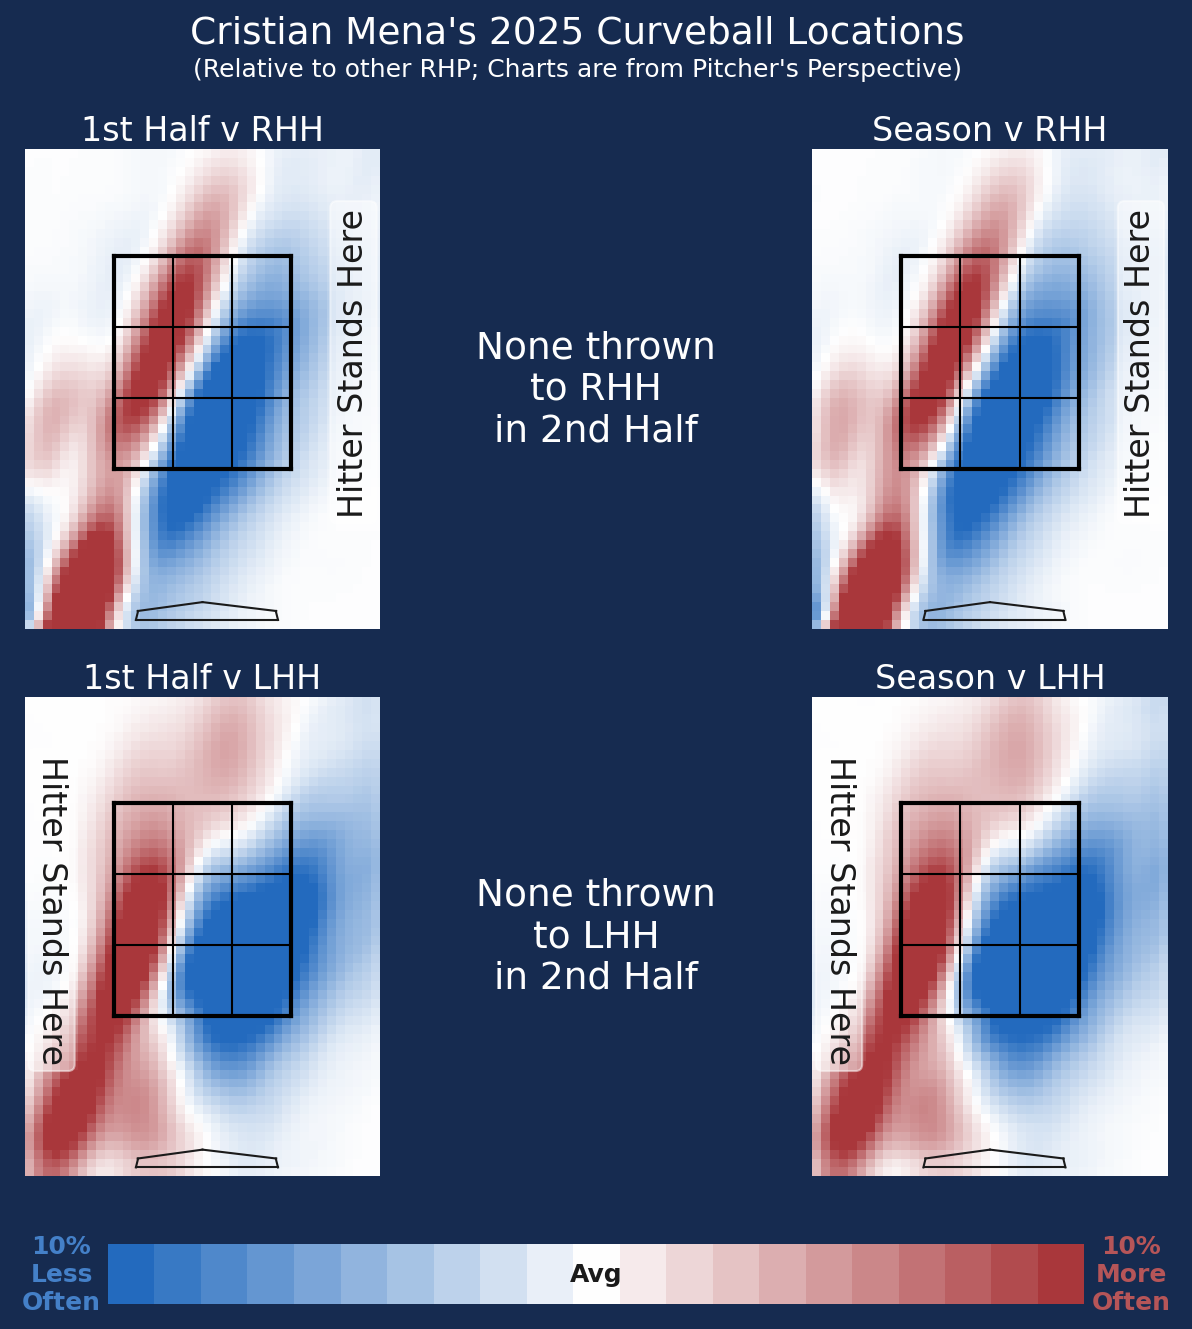 Cristian Mena's 2025 Curveball Locations
(Relative to other RHP; Charts are from Pitcher's Perspective)
1st Half v RHH
Season v RHH
Hitter Stands Here
None thrown
to RHH
in 2nd Half
Hitter Stands Here
1st Half v LHH
Season v LHH
Hitter Stands Here
None thrown
to LHH
in 2nd Half
Hitter Stands Here
10%
Less
Often
Avg
10%
More
Often